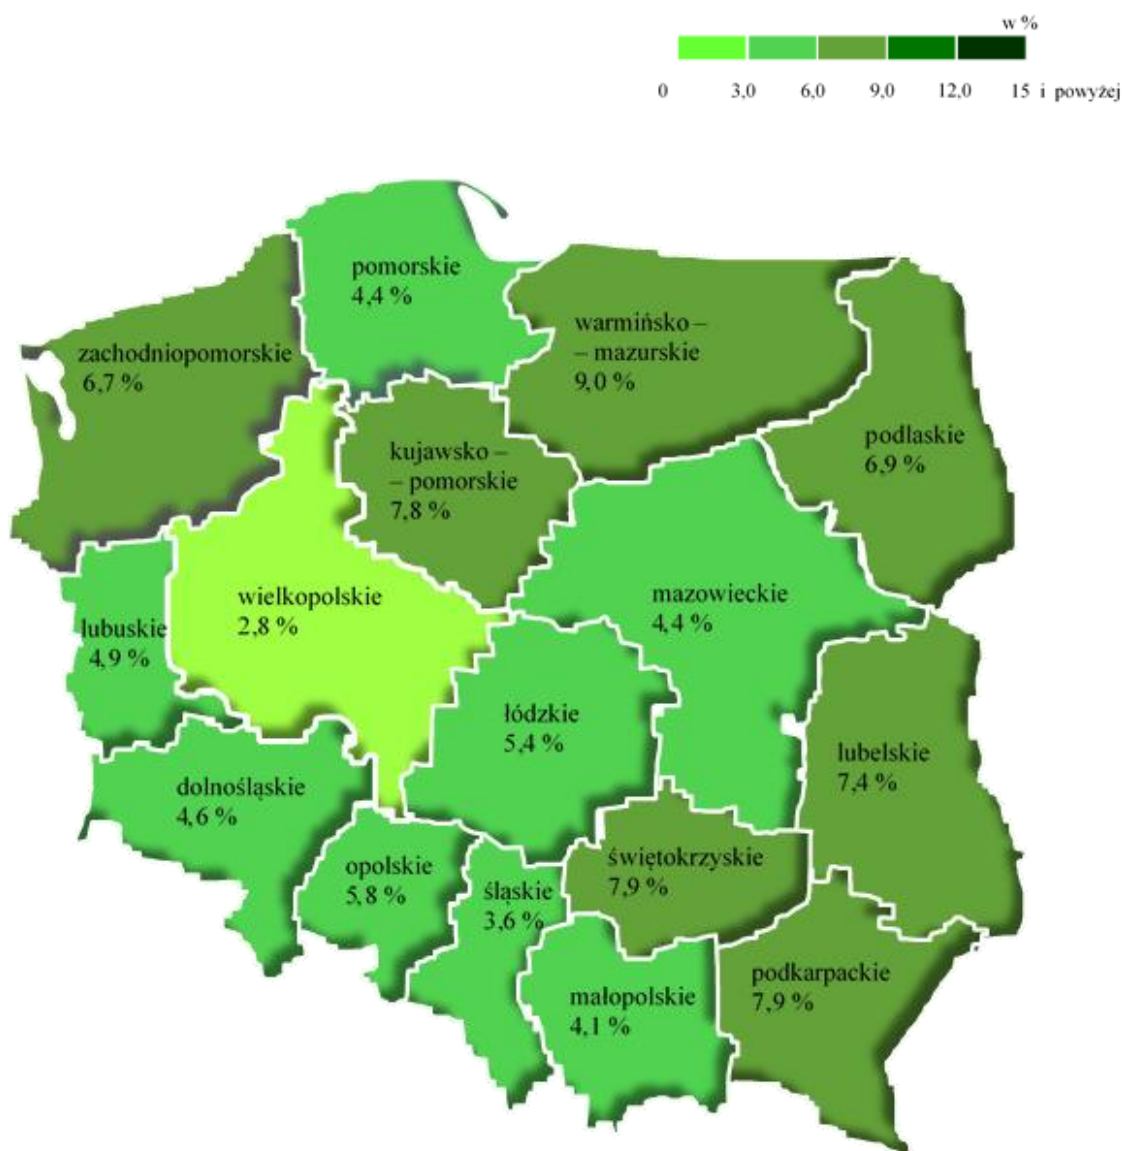 w %
0 3,0 6,0 9,0 12,0 15 i powyżej
pomorskie
4,4 %
warmińsko –
– mazurskie
9,0 %
zachodniopomorskie
6,7 %
podlaskie
6,9 %
kujawsko –
– pomorskie
7,8 %
wielkopolskie
2,8 %
mazowieckie
4,4 %
lubuskie
4,9 %
łódzkie
5,4 %
lubelskie
7,4 %
dolnośląskie
4,6 %
opolskie
5,8 %
śląskie
3,6 %
świętokrzyskie
7,9 %
małopolskie
4,1 %
podkarpackie
7,9 %